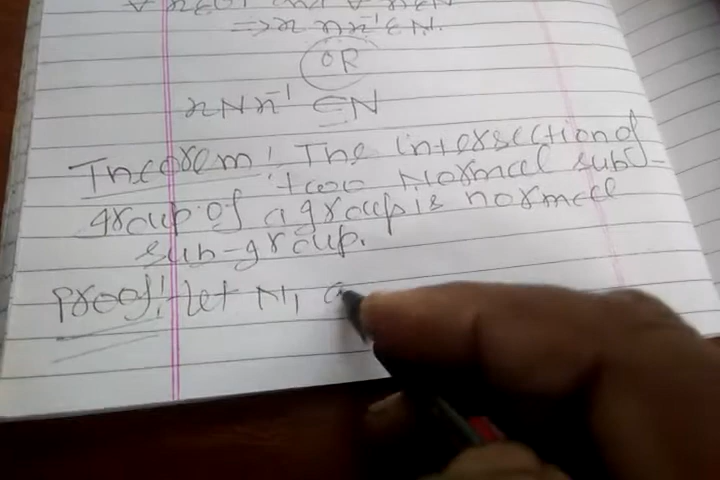 ∀ x∈G and ∀ n∈N
⇒ x n x⁻¹ ∈ N.
OR
x N x⁻¹ ∈ N
Theorem: The intersection of
two Normal sub-
group of a group is normal
sub-group.
Proof: Let N₁